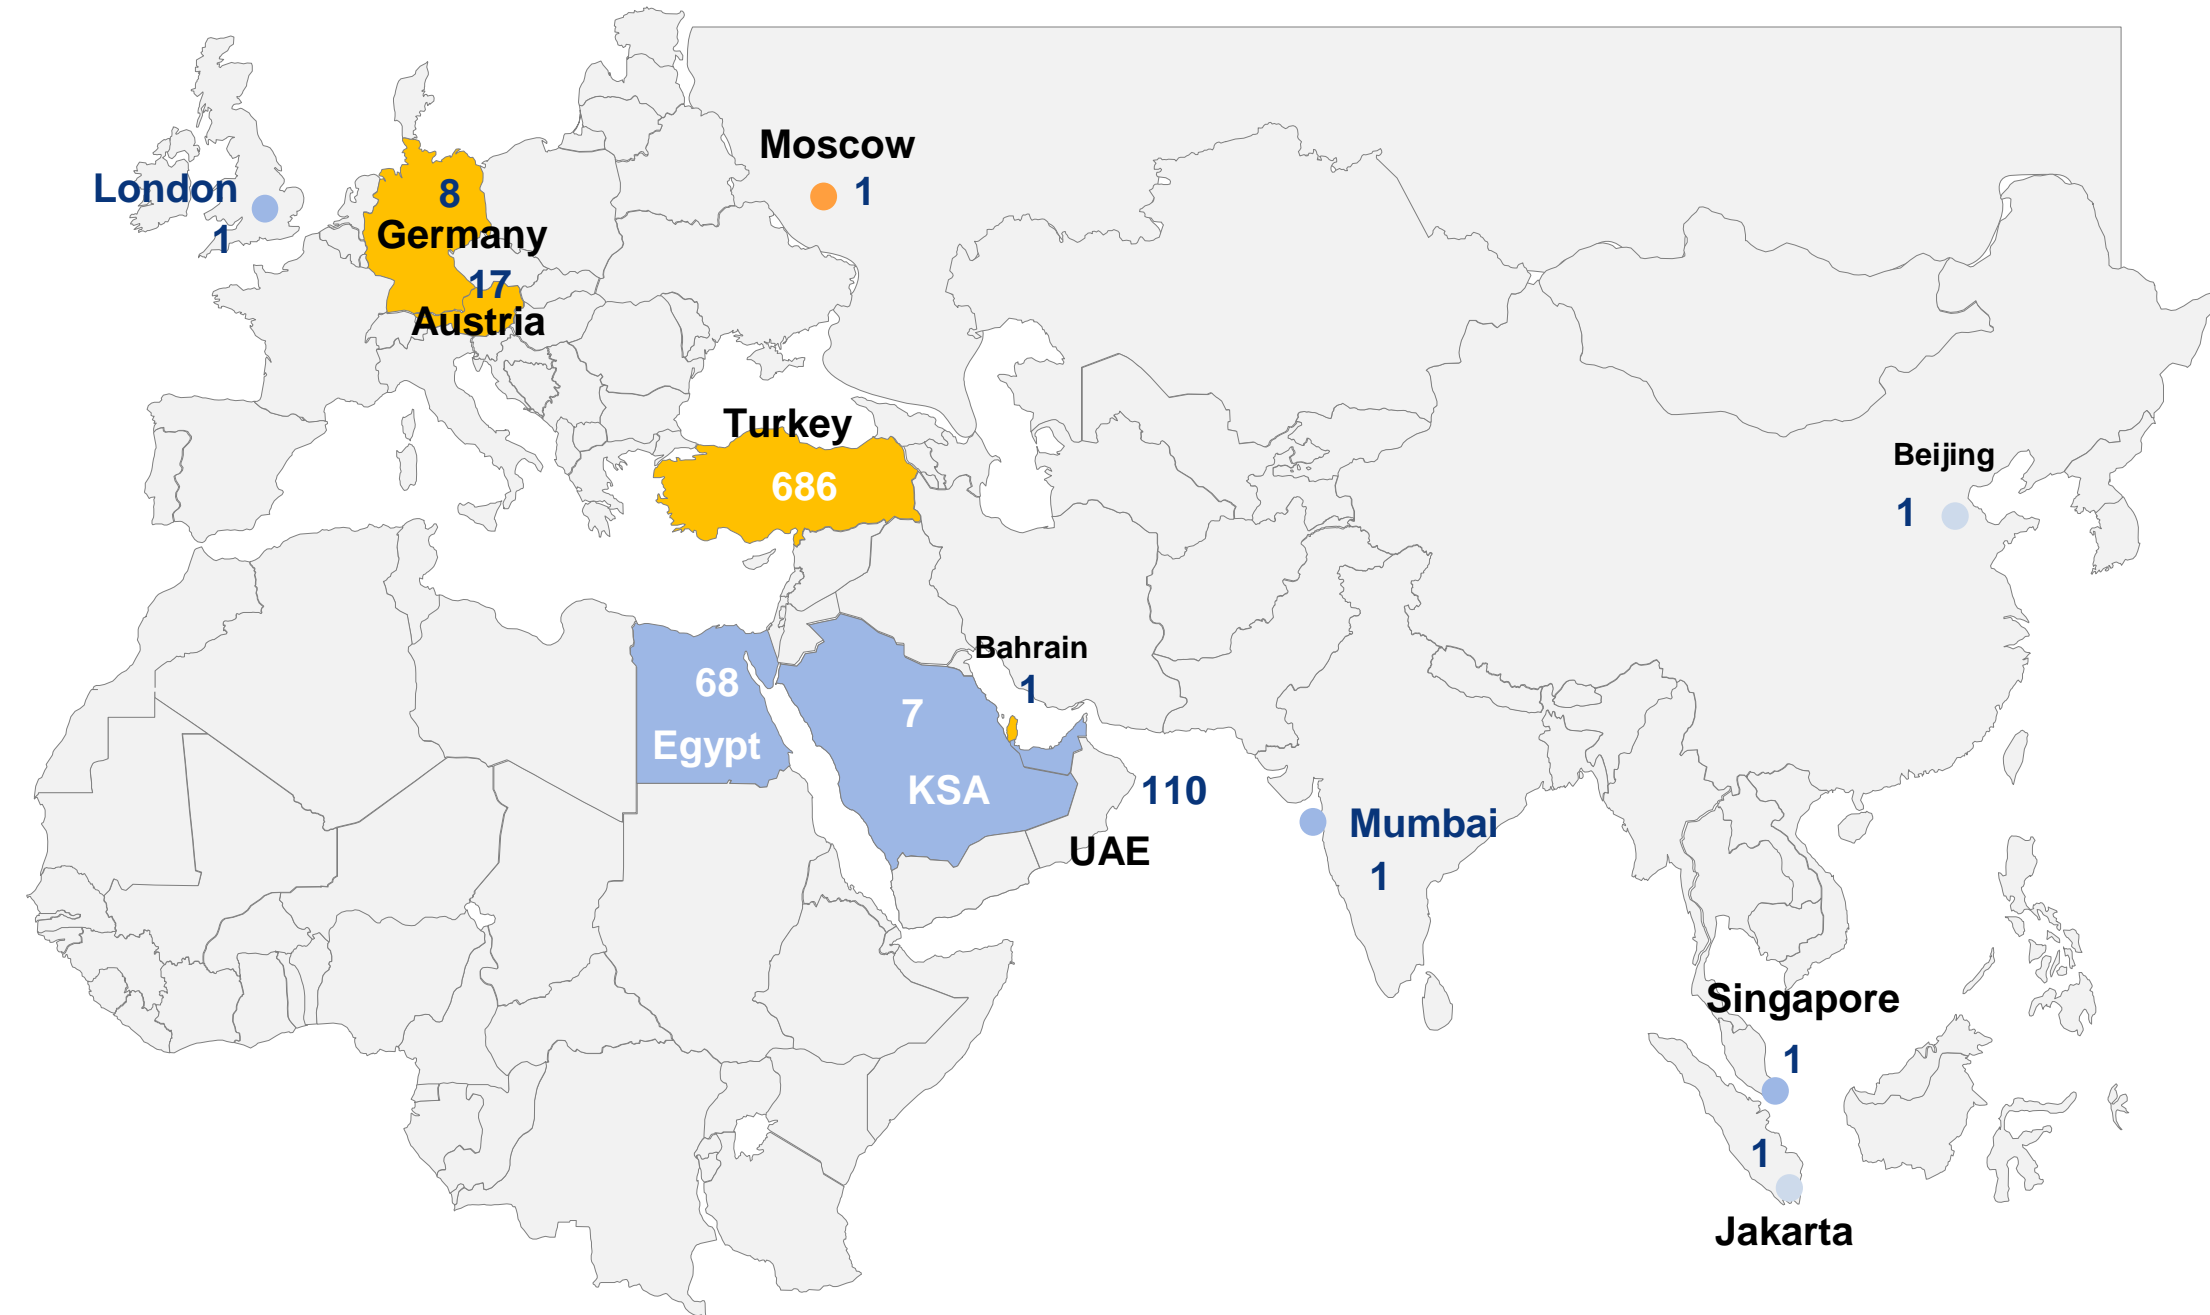 Moscow
1
London
1
8
Germany
17
Austria
Turkey
686
Beijing
1
Bahrain
1
68
Egypt
7
KSA
110
UAE
Mumbai
1
Singapore
1
1
Jakarta